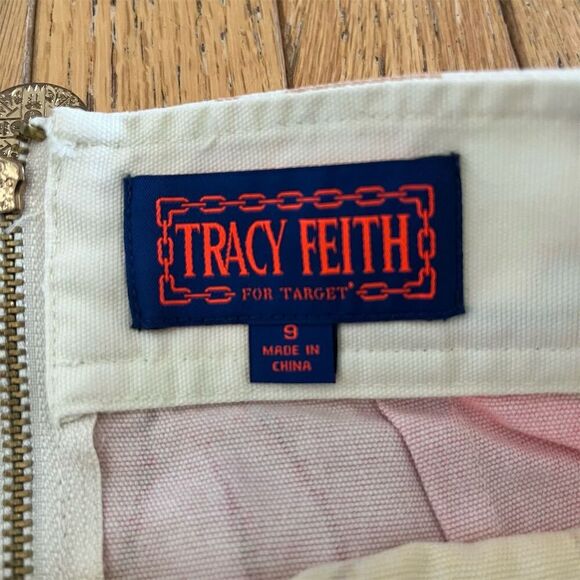 TRACY FEITH
FOR TARGET
9
MADE IN
CHINA